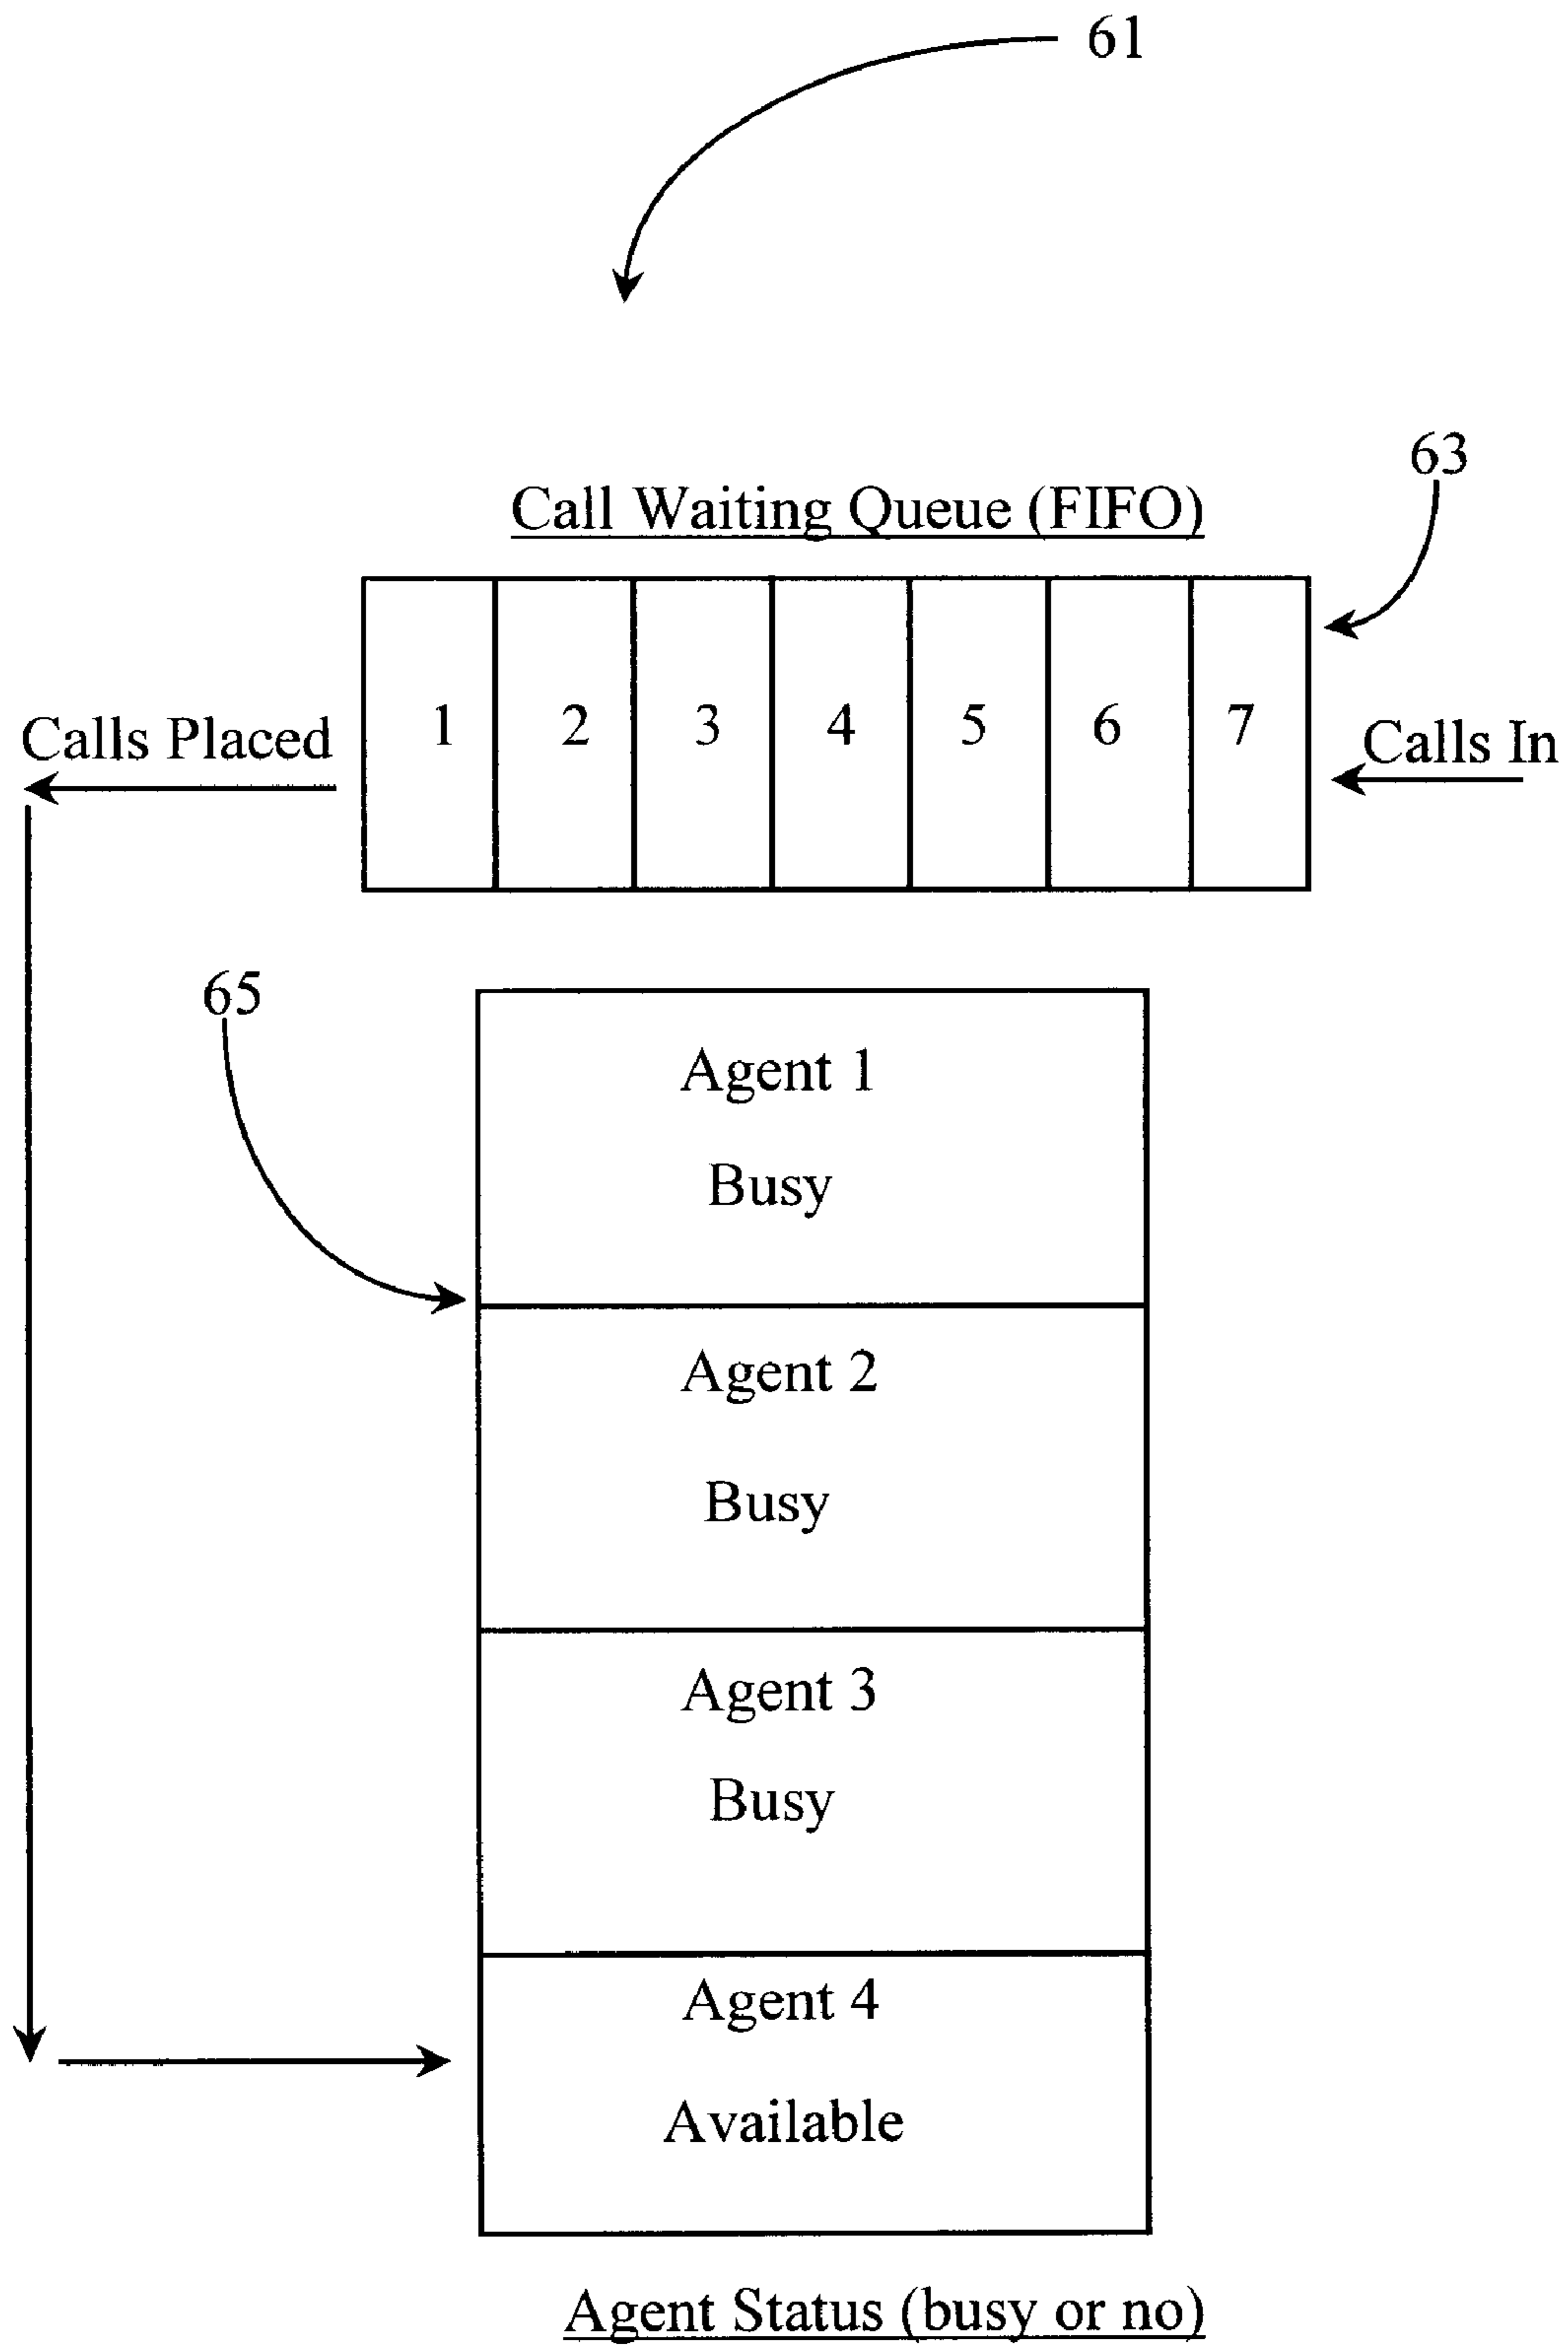 61
63
Call Waiting Queue (FIFO)
1 2 3 4 5 6 7
Calls Placed
Calls In
65
Agent 1
Busy
Agent 2
Busy
Agent 3
Busy
Agent 4
Available
Agent Status (busy or no)